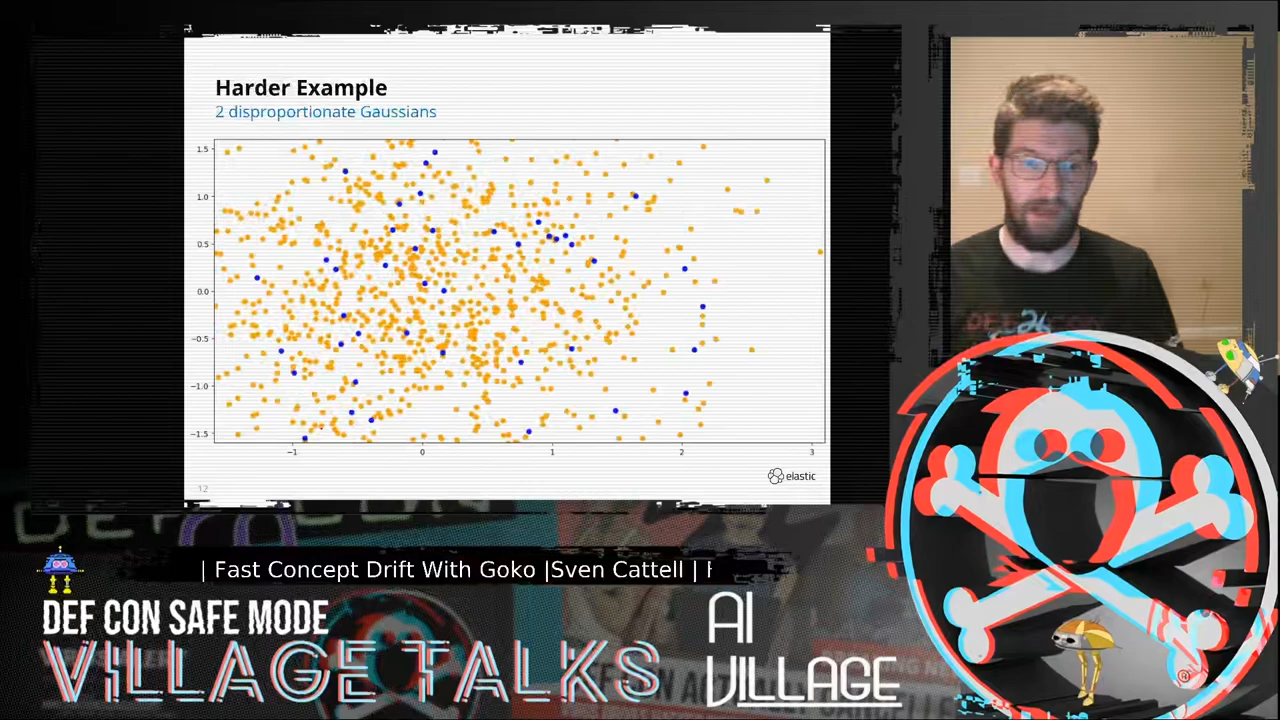 Harder Example
2 disproportionate Gaussians
1.5
1.0
0.5
0.0
−0.5
−1.0
−1.5
−1 0 1 2 3
12
elastic
| Fast Concept Drift With Goko |Sven Cattell |
DEF CON SAFE MODE
VILLAGE TALKS
AI
VILLAGE
DEF CON